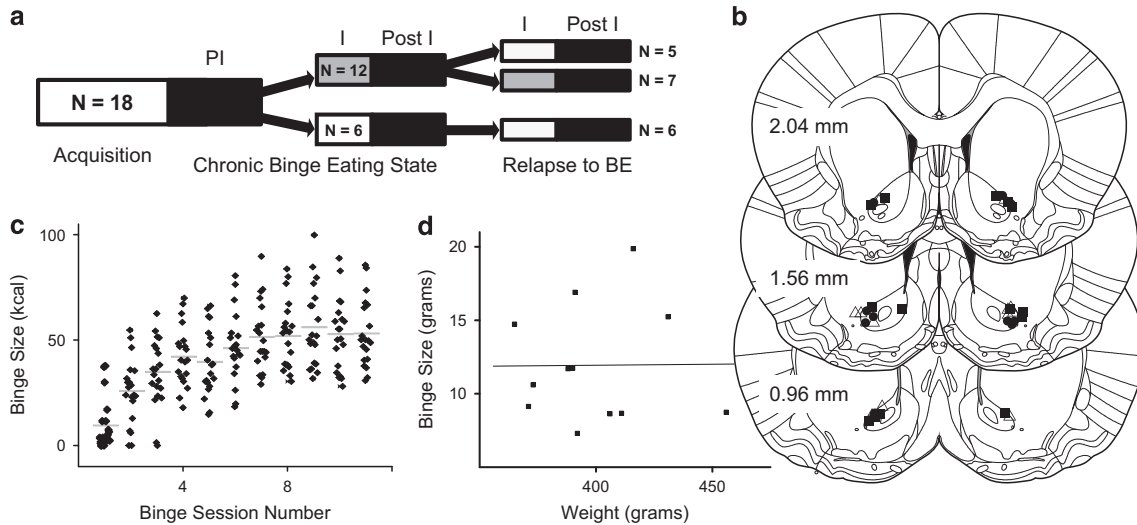 a
PI
I
Post I
I
Post I
N = 18
N = 12
N = 6
N = 5
N = 7
N = 6
Acquisition
Chronic Binge Eating State
Relapse to BE
b
2.04 mm
1.56 mm
0.96 mm
c
100
50
0
4
8
Binge Size (kcal)
Binge Session Number
d
20
15
10
400
450
Binge Size (grams)
Weight (grams)